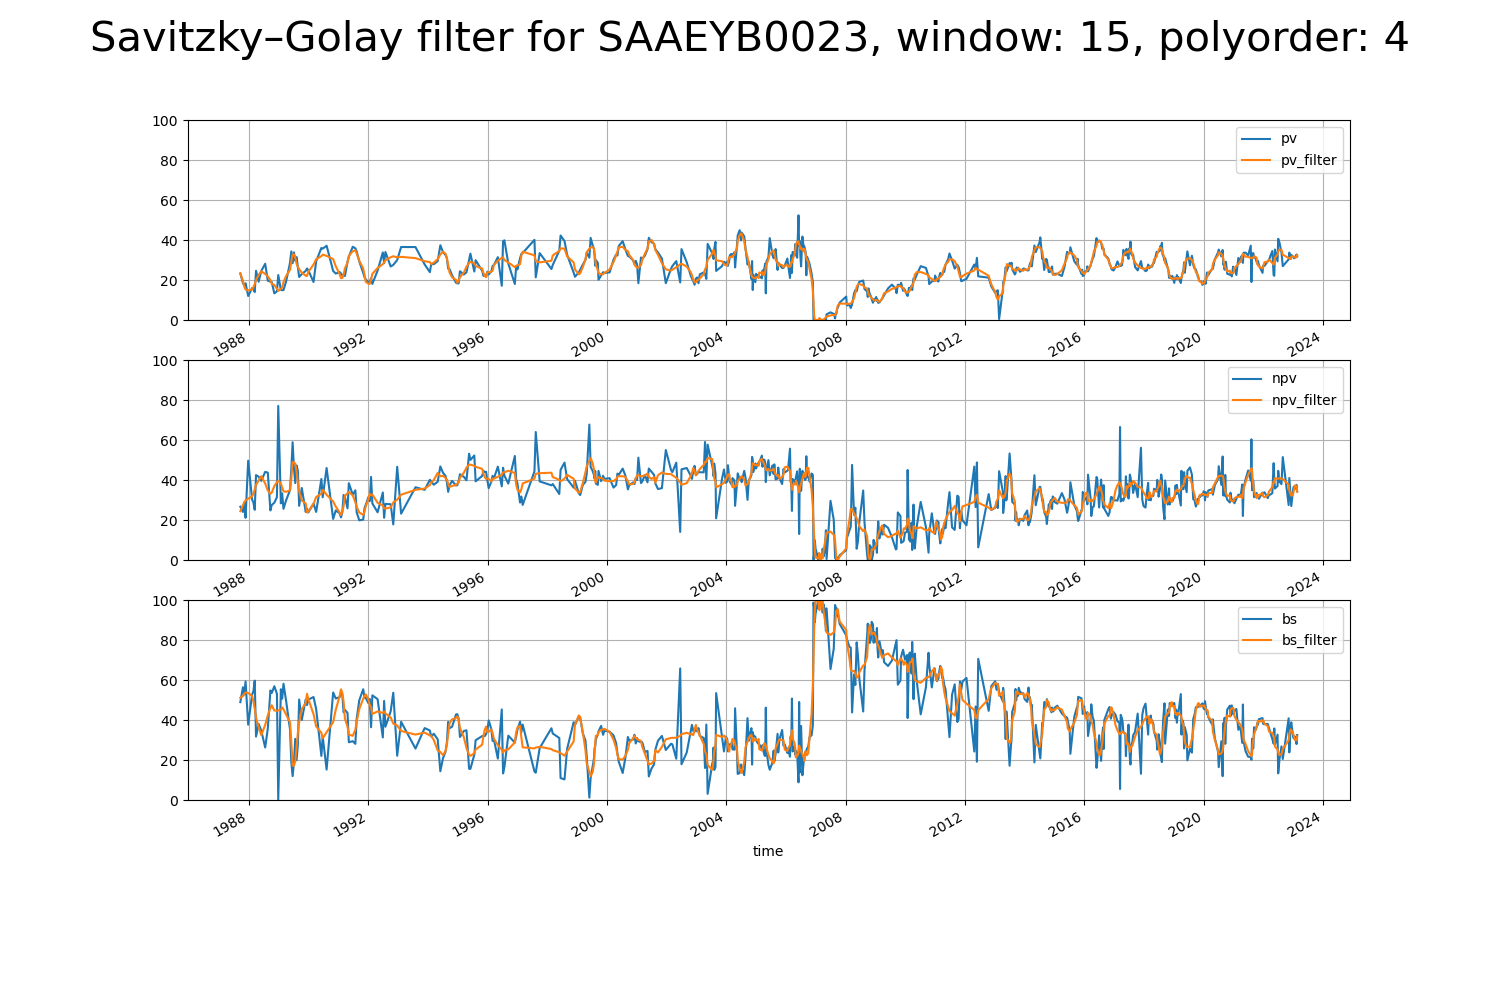 Savitzky–Golay filter for SAAEYB0023, window: 15, polyorder: 4
100
80
60
40
20
0
pv
pv_filter
1988 1992 1996 2000 2004 2008 2012 2016 2020 2024
100
80
60
40
20
0
npv
npv_filter
1988 1992 1996 2000 2004 2008 2012 2016 2020 2024
100
80
60
40
20
0
bs
bs_filter
1988 1992 1996 2000 2004 2008 2012 2016 2020 2024
time